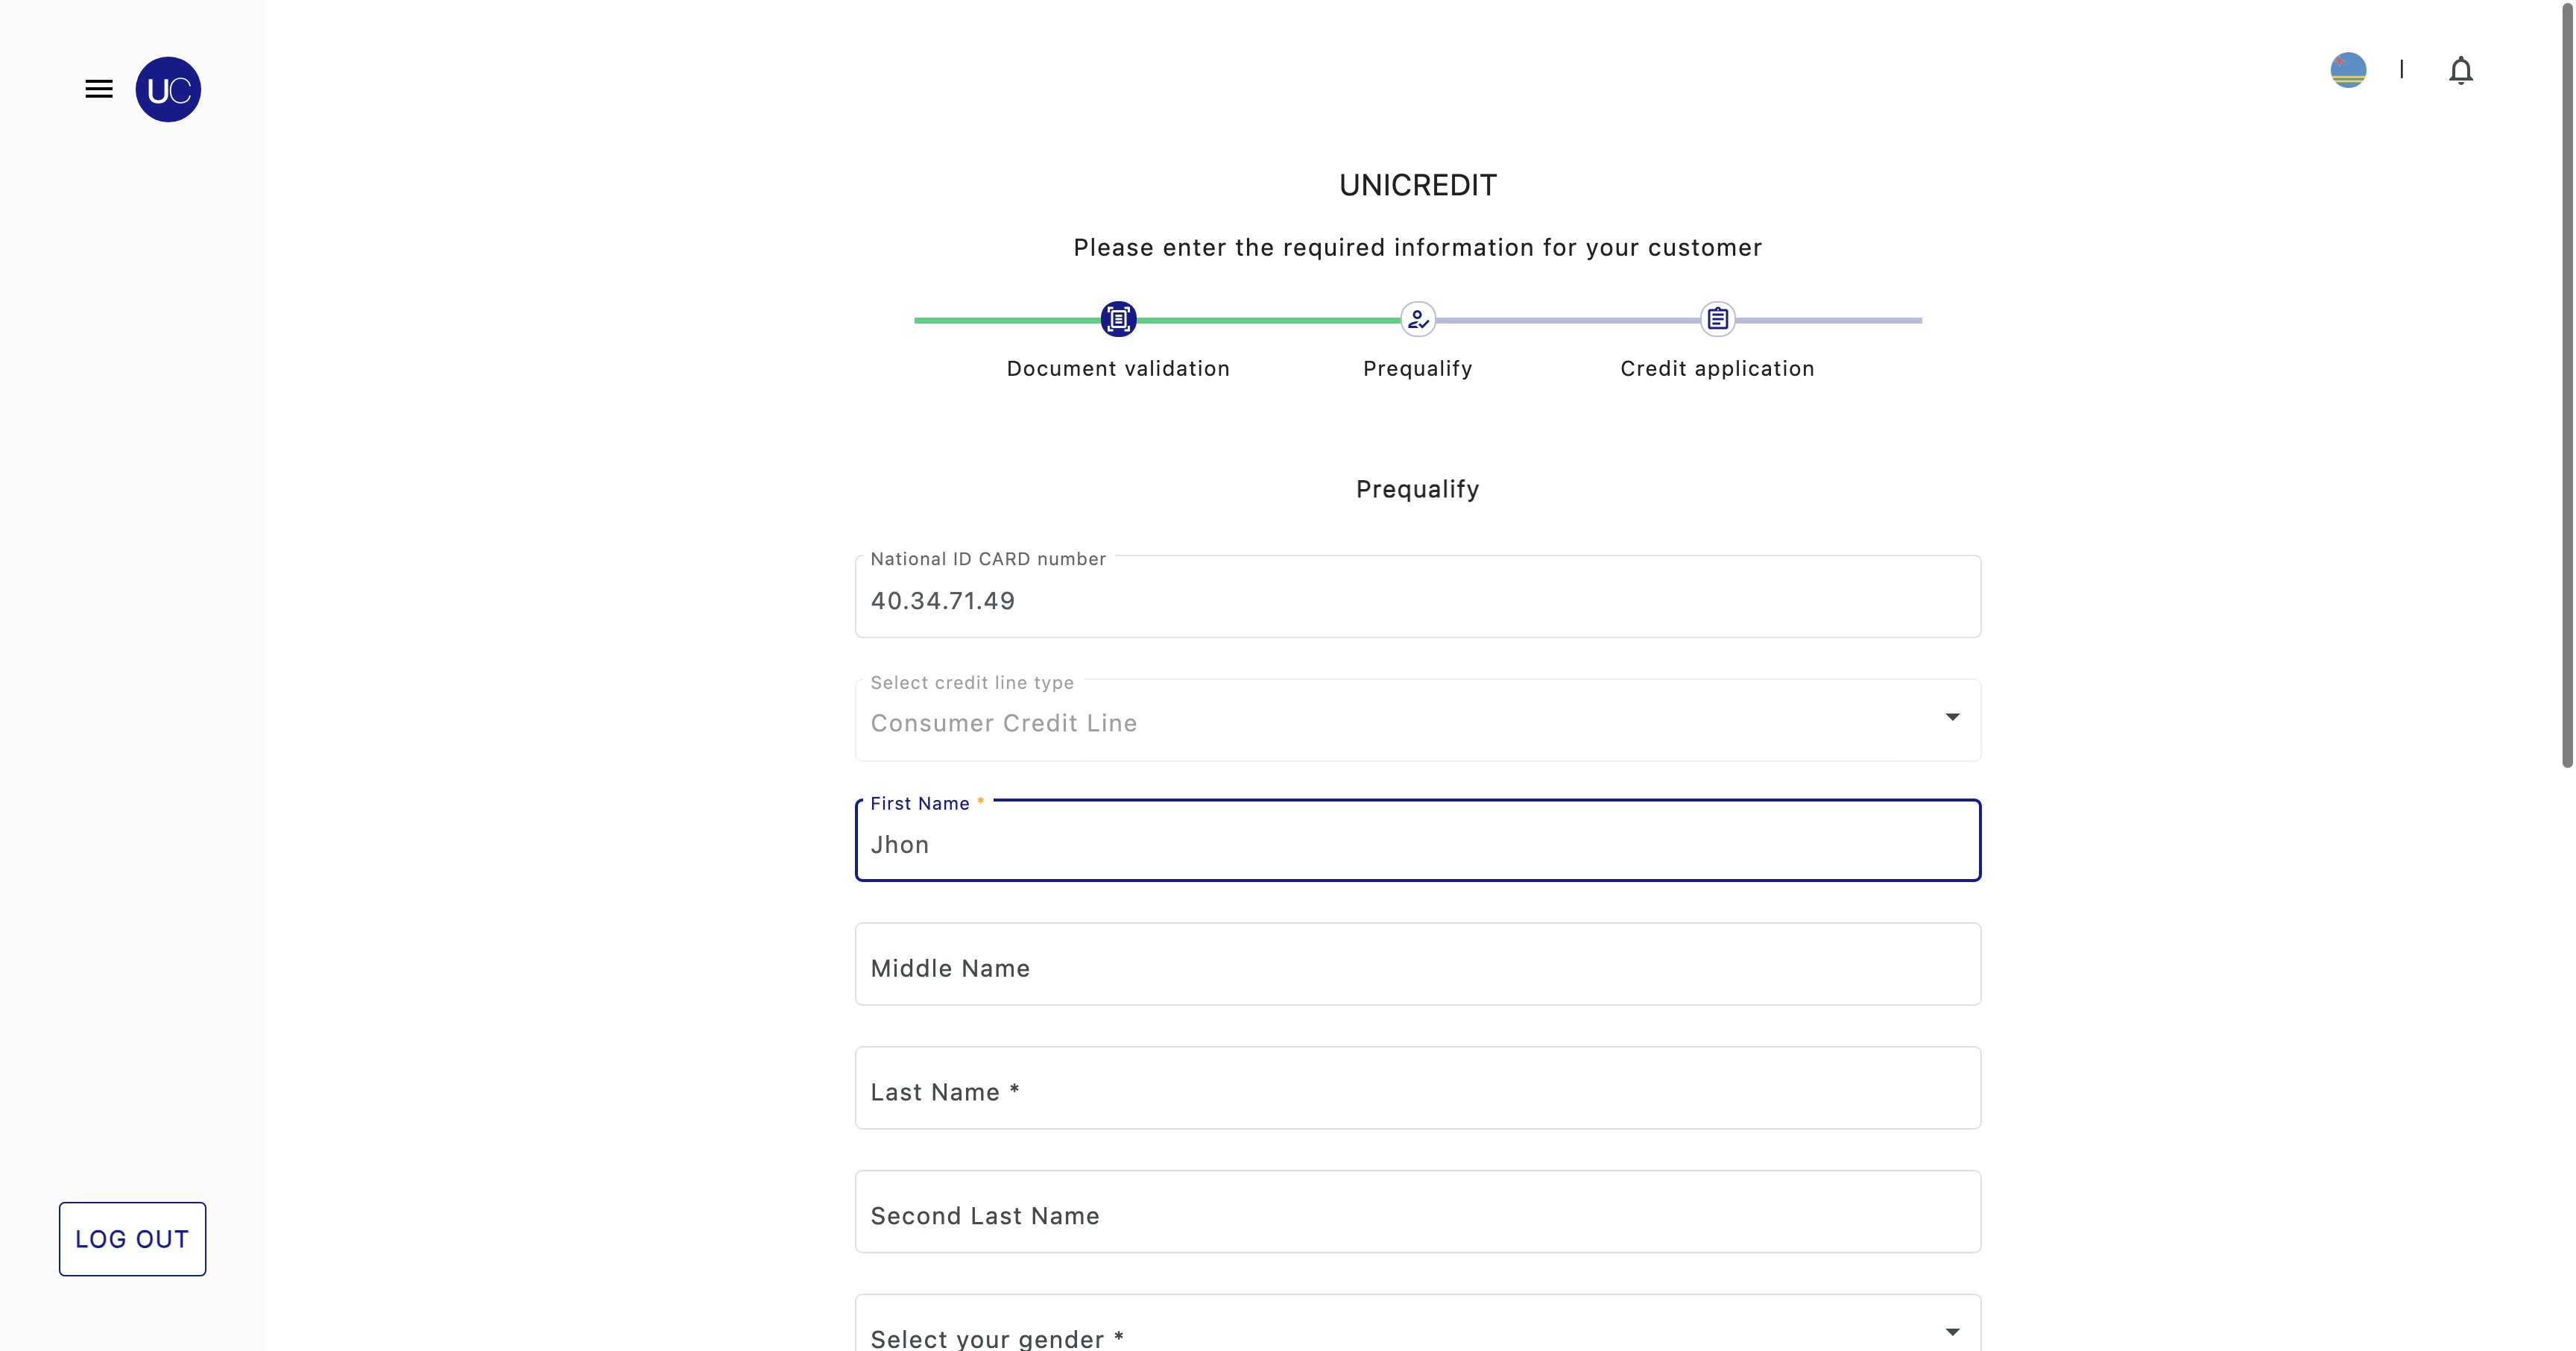 UC
UNICREDIT
Please enter the required information for your customer
Document validation
Prequalify
Credit application
Prequalify
National ID CARD number
40.34.71.49
Select credit line type
Consumer Credit Line
First Name *
Jhon
Middle Name
Last Name *
Second Last Name
Select your gender *
LOG OUT